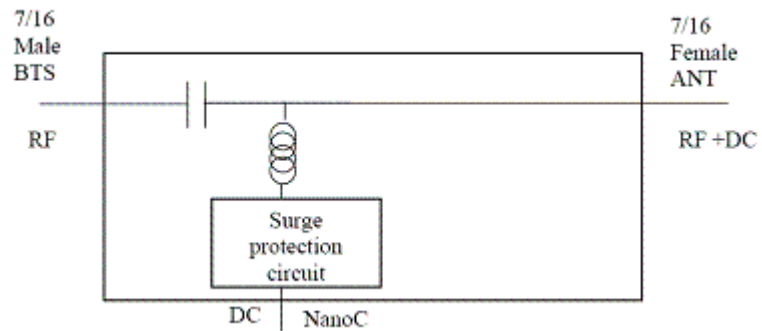 7/16
Male
BTS
7/16
Female
ANT
RF
RF +DC
Surge
protection
circuit
DC
NanoC